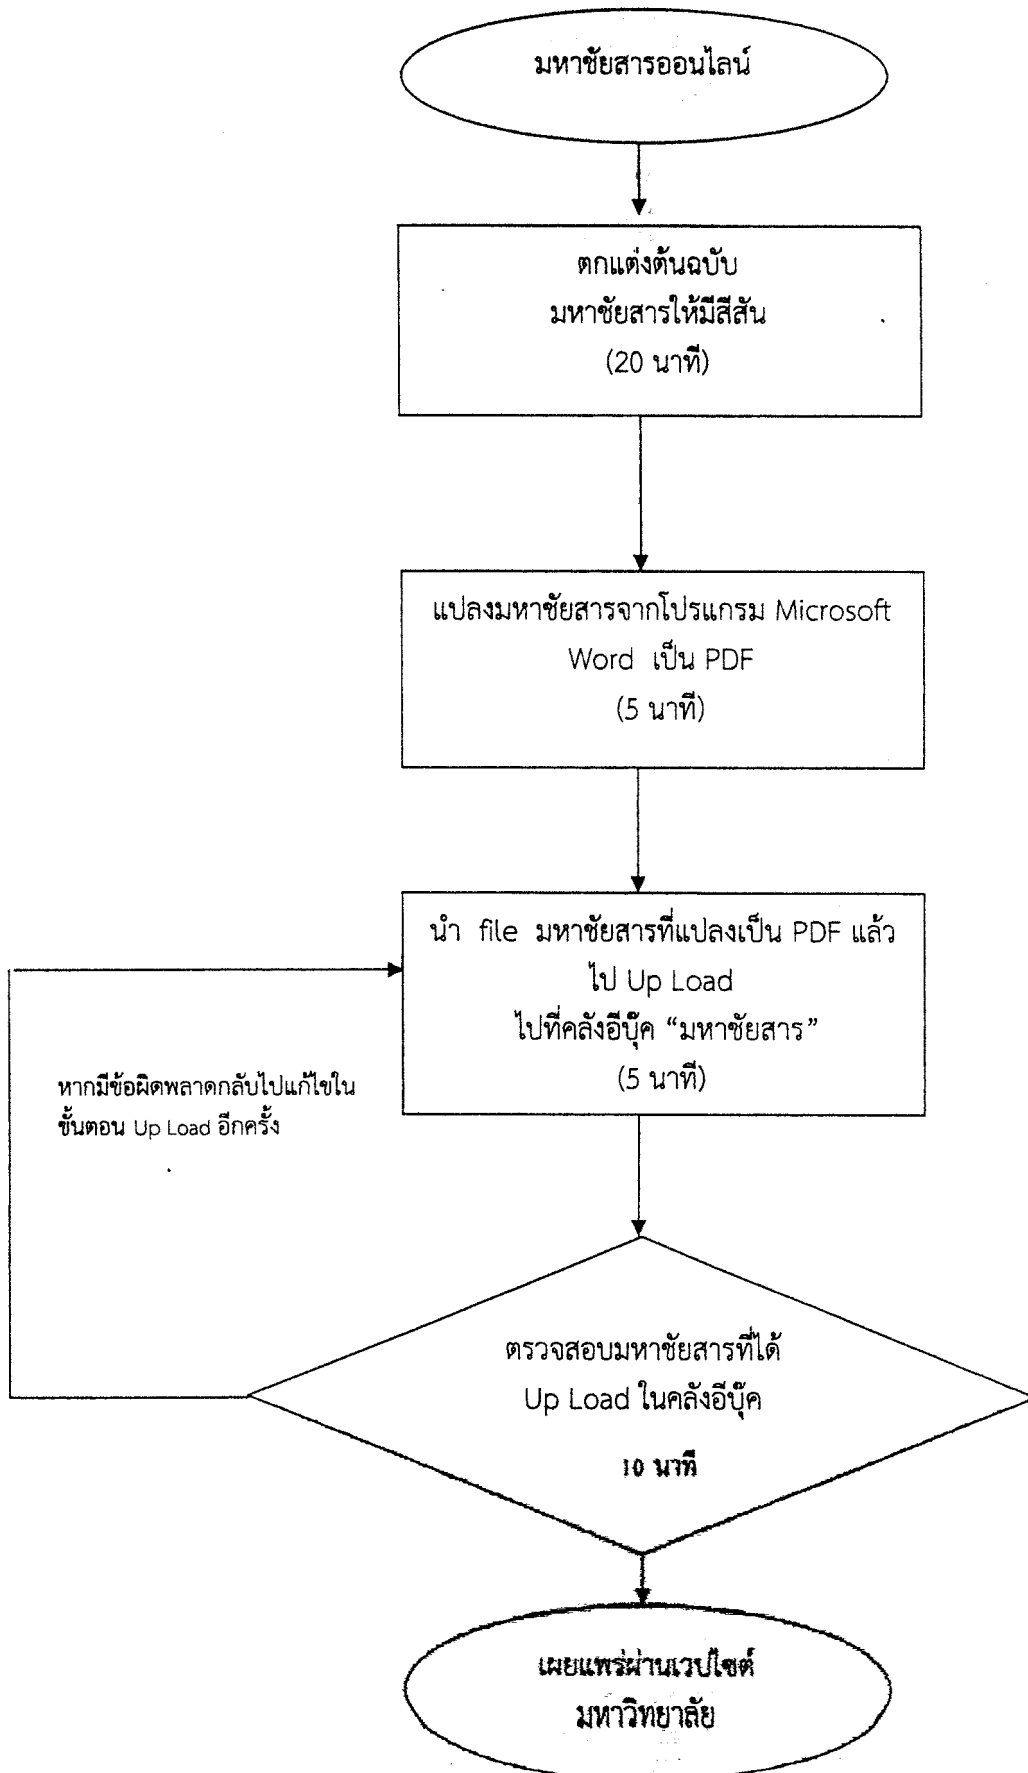 มหาชัยสารออนไลน์
ตกแต่งต้นฉบับ
มหาชัยสารให้มีสีสัน
(20 นาที)
แปลงมหาชัยสารจากโปรแกรม Microsoft
Word เป็น PDF
(5 นาที)
นำ file มหาชัยสารที่แปลงเป็น PDF แล้ว
ไป Up Load
ไปที่คลังอีบุ๊ค “มหาชัยสาร”
(5 นาที)
หากมีข้อผิดพลาดกลับไปแก้ไขใน
ขั้นตอน Up Load อีกครั้ง
ตรวจสอบมหาชัยสารที่ได้
Up Load ในคลังอีบุ๊ค
10 นาที
เผยแพร่ผ่านเวปไซต์
มหาวิทยาลัย